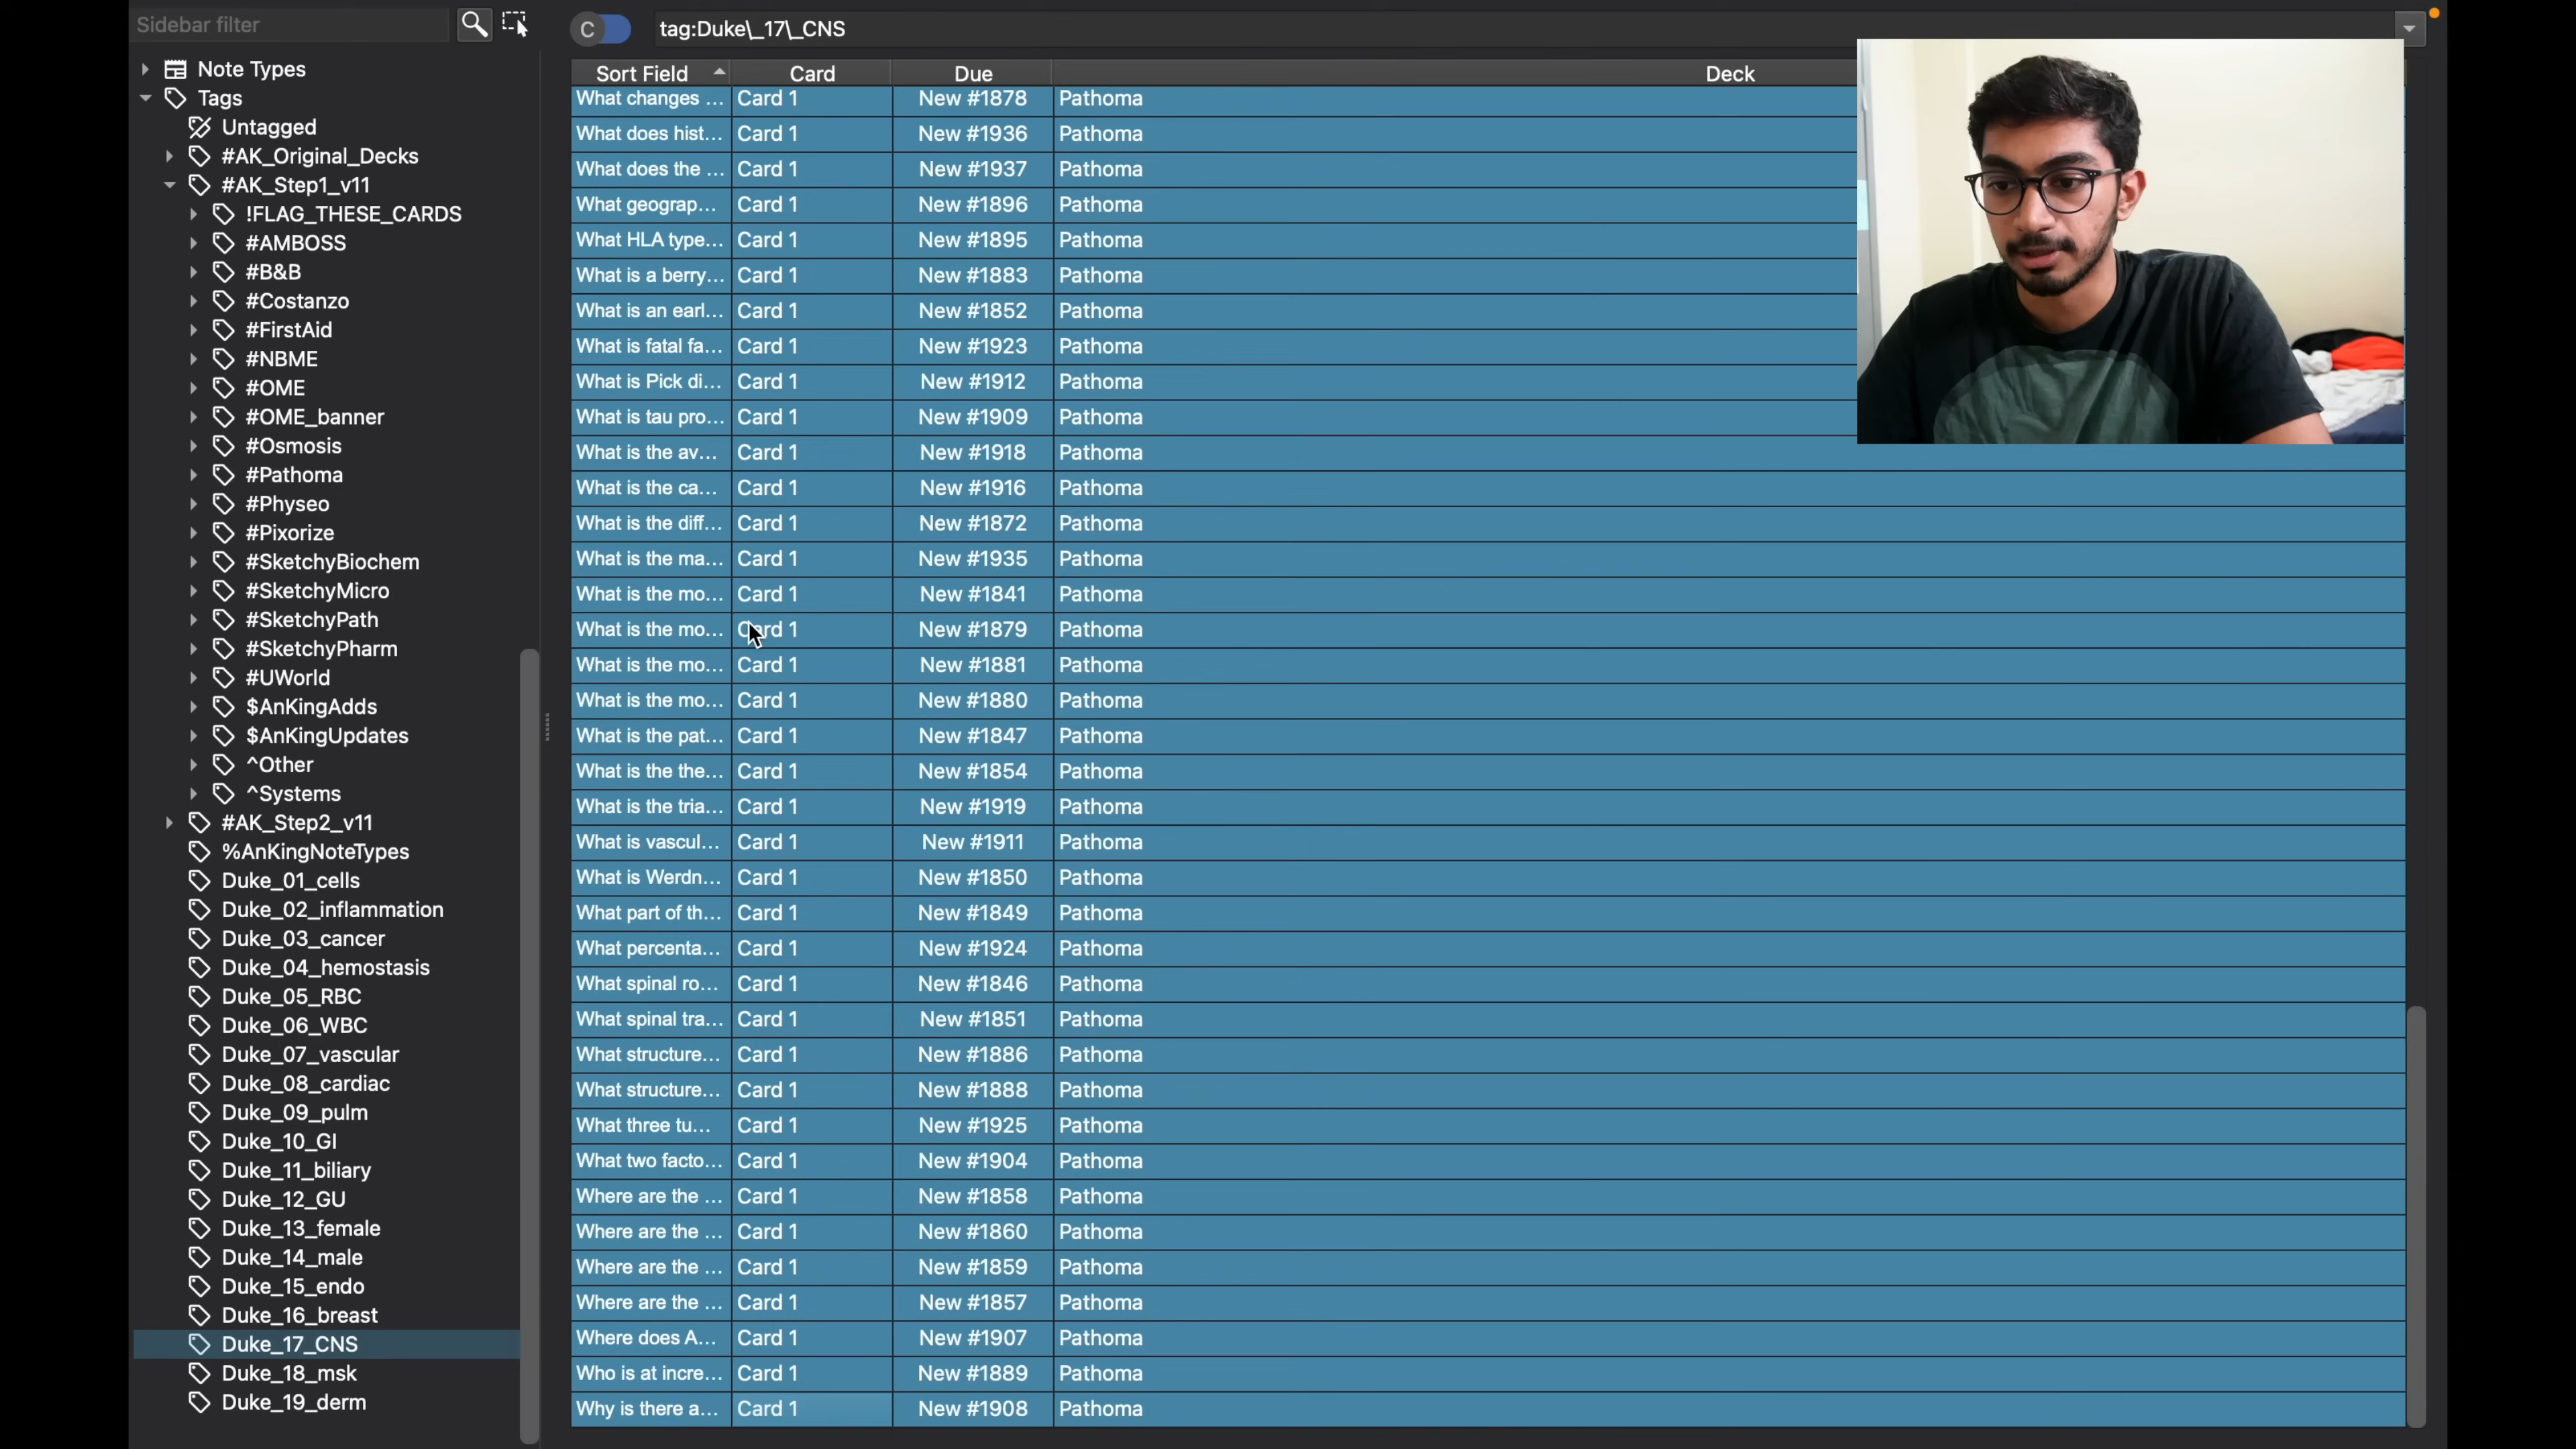 Sidebar filter
C
tag:Duke\_17\_CNS
Note Types
Tags
Untagged
#AK_Original_Decks
#AK_Step1_v11
!FLAG_THESE_CARDS
#AMBOSS
#B&B
#Costanzo
#FirstAid
#NBME
#OME
#OME_banner
#Osmosis
#Pathoma
#Physeo
#Pixorize
#SketchyBiochem
#SketchyMicro
#SketchyPath
#SketchyPharm
#UWorld
$AnKingAdds
$AnKingUpdates
^Other
^Systems
#AK_Step2_v11
%AnKingNoteTypes
Duke_01_cells
Duke_02_inflammation
Duke_03_cancer
Duke_04_hemostasis
Duke_05_RBC
Duke_06_WBC
Duke_07_vascular
Duke_08_cardiac
Duke_09_pulm
Duke_10_GI
Duke_11_biliary
Duke_12_GU
Duke_13_female
Duke_14_male
Duke_15_endo
Duke_16_breast
Duke_17_CNS
Duke_18_msk
Duke_19_derm
Sort Field Card Due Deck
What changes ... Card 1 New #1878 Pathoma
What does hist... Card 1 New #1936 Pathoma
What does the ... Card 1 New #1937 Pathoma
What geograp... Card 1 New #1896 Pathoma
What HLA type... Card 1 New #1895 Pathoma
What is a berry... Card 1 New #1883 Pathoma
What is an earl... Card 1 New #1852 Pathoma
What is fatal fa... Card 1 New #1923 Pathoma
What is Pick di... Card 1 New #1912 Pathoma
What is tau pro... Card 1 New #1909 Pathoma
What is the av... Card 1 New #1918 Pathoma
What is the ca... Card 1 New #1916 Pathoma
What is the diff... Card 1 New #1872 Pathoma
What is the ma... Card 1 New #1935 Pathoma
What is the mo... Card 1 New #1841 Pathoma
What is the mo... Card 1 New #1879 Pathoma
What is the mo... Card 1 New #1881 Pathoma
What is the mo... Card 1 New #1880 Pathoma
What is the pat... Card 1 New #1847 Pathoma
What is the the... Card 1 New #1854 Pathoma
What is the tria... Card 1 New #1919 Pathoma
What is vascul... Card 1 New #1911 Pathoma
What is Werdn... Card 1 New #1850 Pathoma
What part of th... Card 1 New #1849 Pathoma
What percenta... Card 1 New #1924 Pathoma
What spinal ro... Card 1 New #1846 Pathoma
What spinal tra... Card 1 New #1851 Pathoma
What structure... Card 1 New #1886 Pathoma
What structure... Card 1 New #1888 Pathoma
What three tu... Card 1 New #1925 Pathoma
What two facto... Card 1 New #1904 Pathoma
Where are the ... Card 1 New #1858 Pathoma
Where are the ... Card 1 New #1860 Pathoma
Where are the ... Card 1 New #1859 Pathoma
Where are the ... Card 1 New #1857 Pathoma
Where does A... Card 1 New #1907 Pathoma
Who is at incre... Card 1 New #1889 Pathoma
Why is there a... Card 1 New #1908 Pathoma